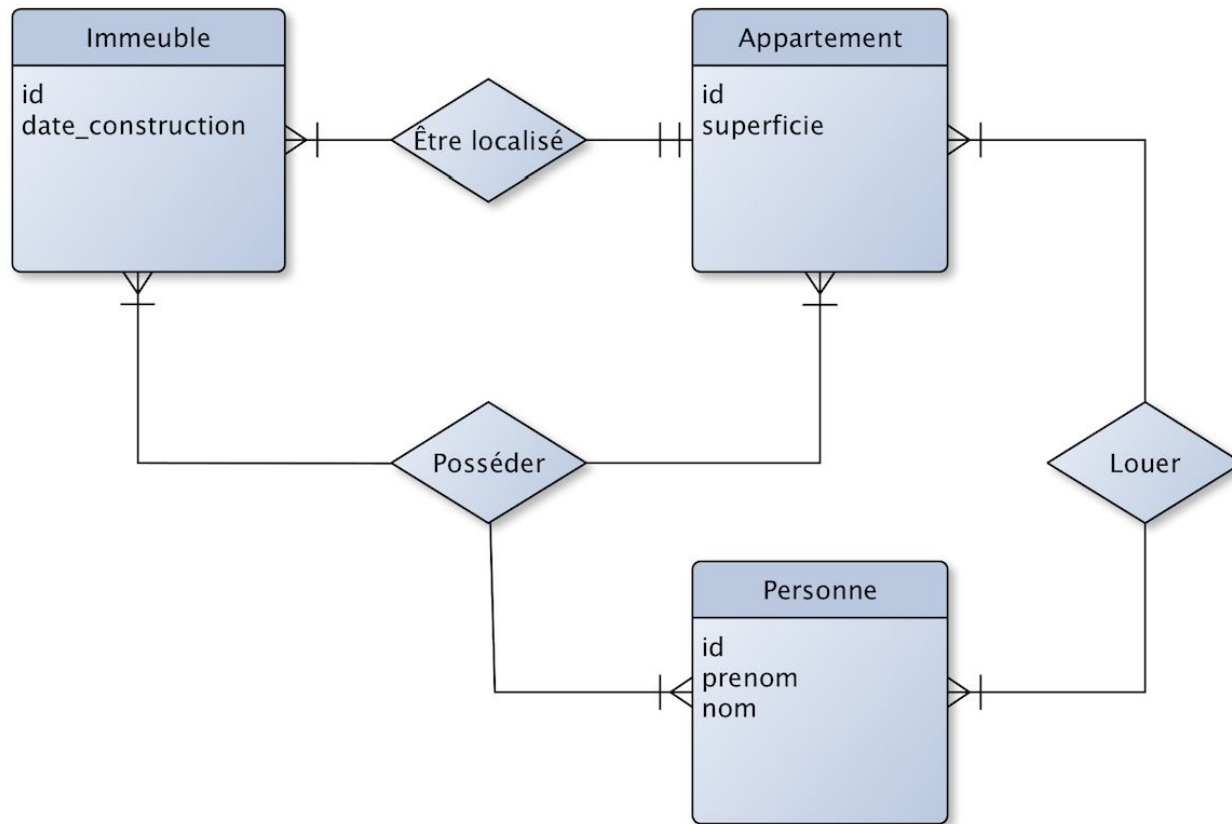 Immeuble
id
date_construction
Être localisé
Appartement
id
superficie
Posséder
Louer
Personne
id
prenom
nom